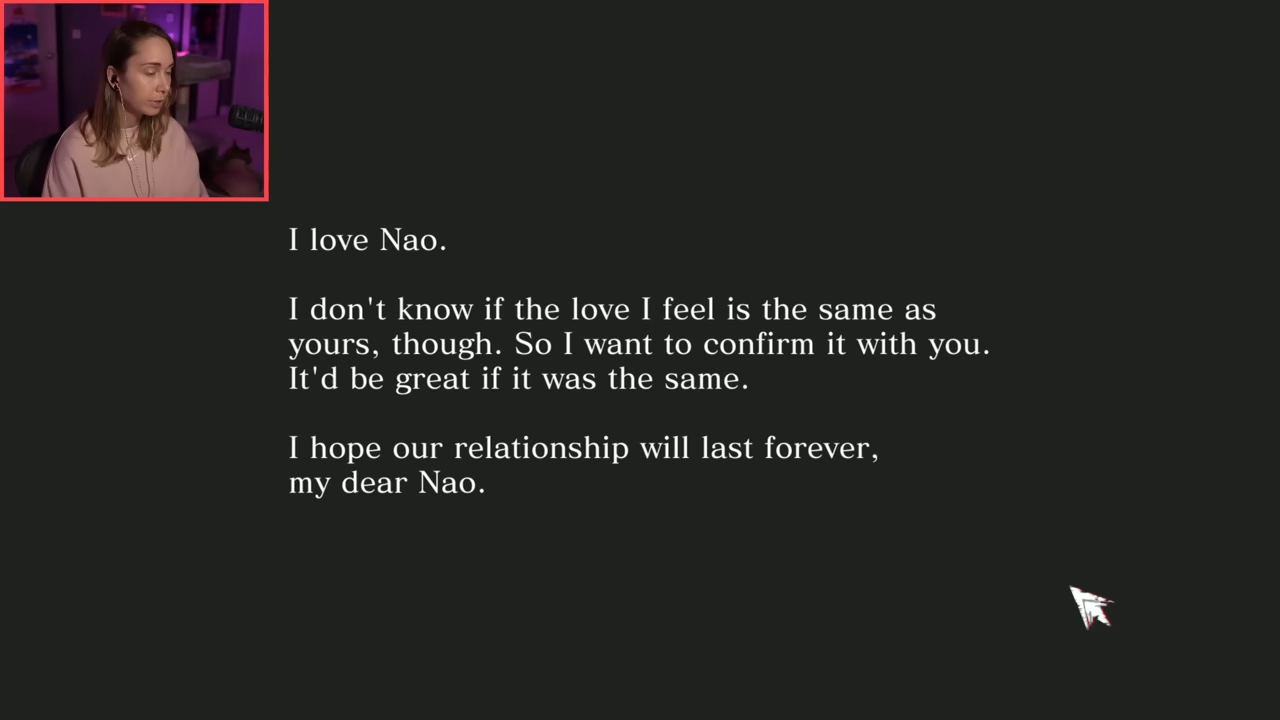 I love Nao.
I don't know if the love I feel is the same as
yours, though. So I want to confirm it with you.
It'd be great if it was the same.
I hope our relationship will last forever,
my dear Nao.